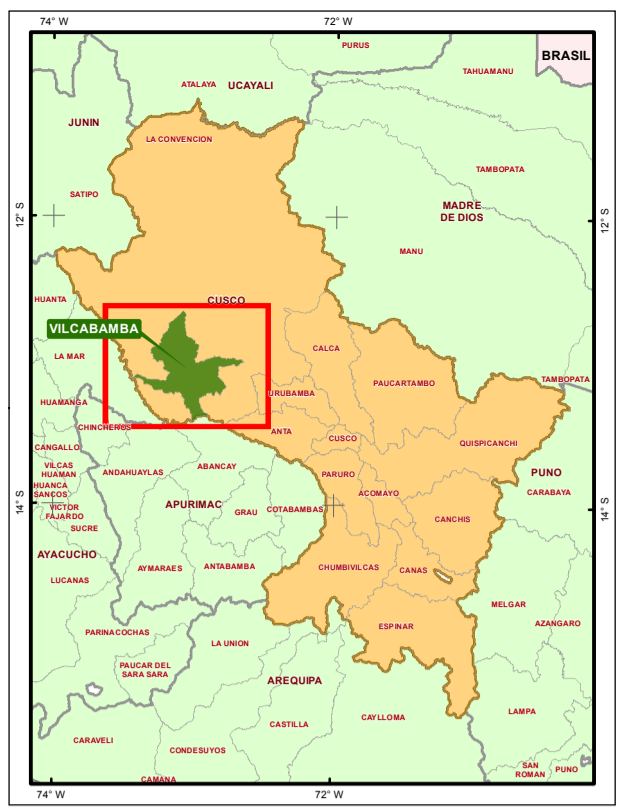 74° W
72° W
PURUS
BRASIL
TAHUAMANU
ATALAYA
UCAYALI
JUNIN
LA CONVENCION
TAMBOPATA
SATIPO
MADRE
DE DIOS
12° S
12° S
MANU
HUANTA
CUSCO
VILCABAMBA
LA MAR
CALCA
PAUCARTAMBO
TAMBOPATA
URUBAMBA
HUAMANGA
CHINCHEROS
ANTA
CUSCO
QUISPICANCHI
CANGALLO
VILCAS
HUAMAN
ANDAHUAYLAS
ABANCAY
PARURO
PUNO
HUANCA
SANCOS
ACOMAYO
CARABAYA
14° S
14° S
VICTOR
FAJARDO
APURIMAC
GRAU
COTABAMBAS
CANCHIS
SUCRE
AYACUCHO
AYMARAES
ANTABAMBA
CHUMBIVILCAS
CANAS
LUCANAS
MELGAR
AZANGARO
PARINACOCHAS
LA UNION
ESPINAR
PAUCAR DEL
SARA SARA
AREQUIPA
CASTILLA
CAYLLOMA
LAMPA
CARAVELI
CONDESUYOS
SAN
ROMAN
PUNO
CAMANA
74° W
72° W